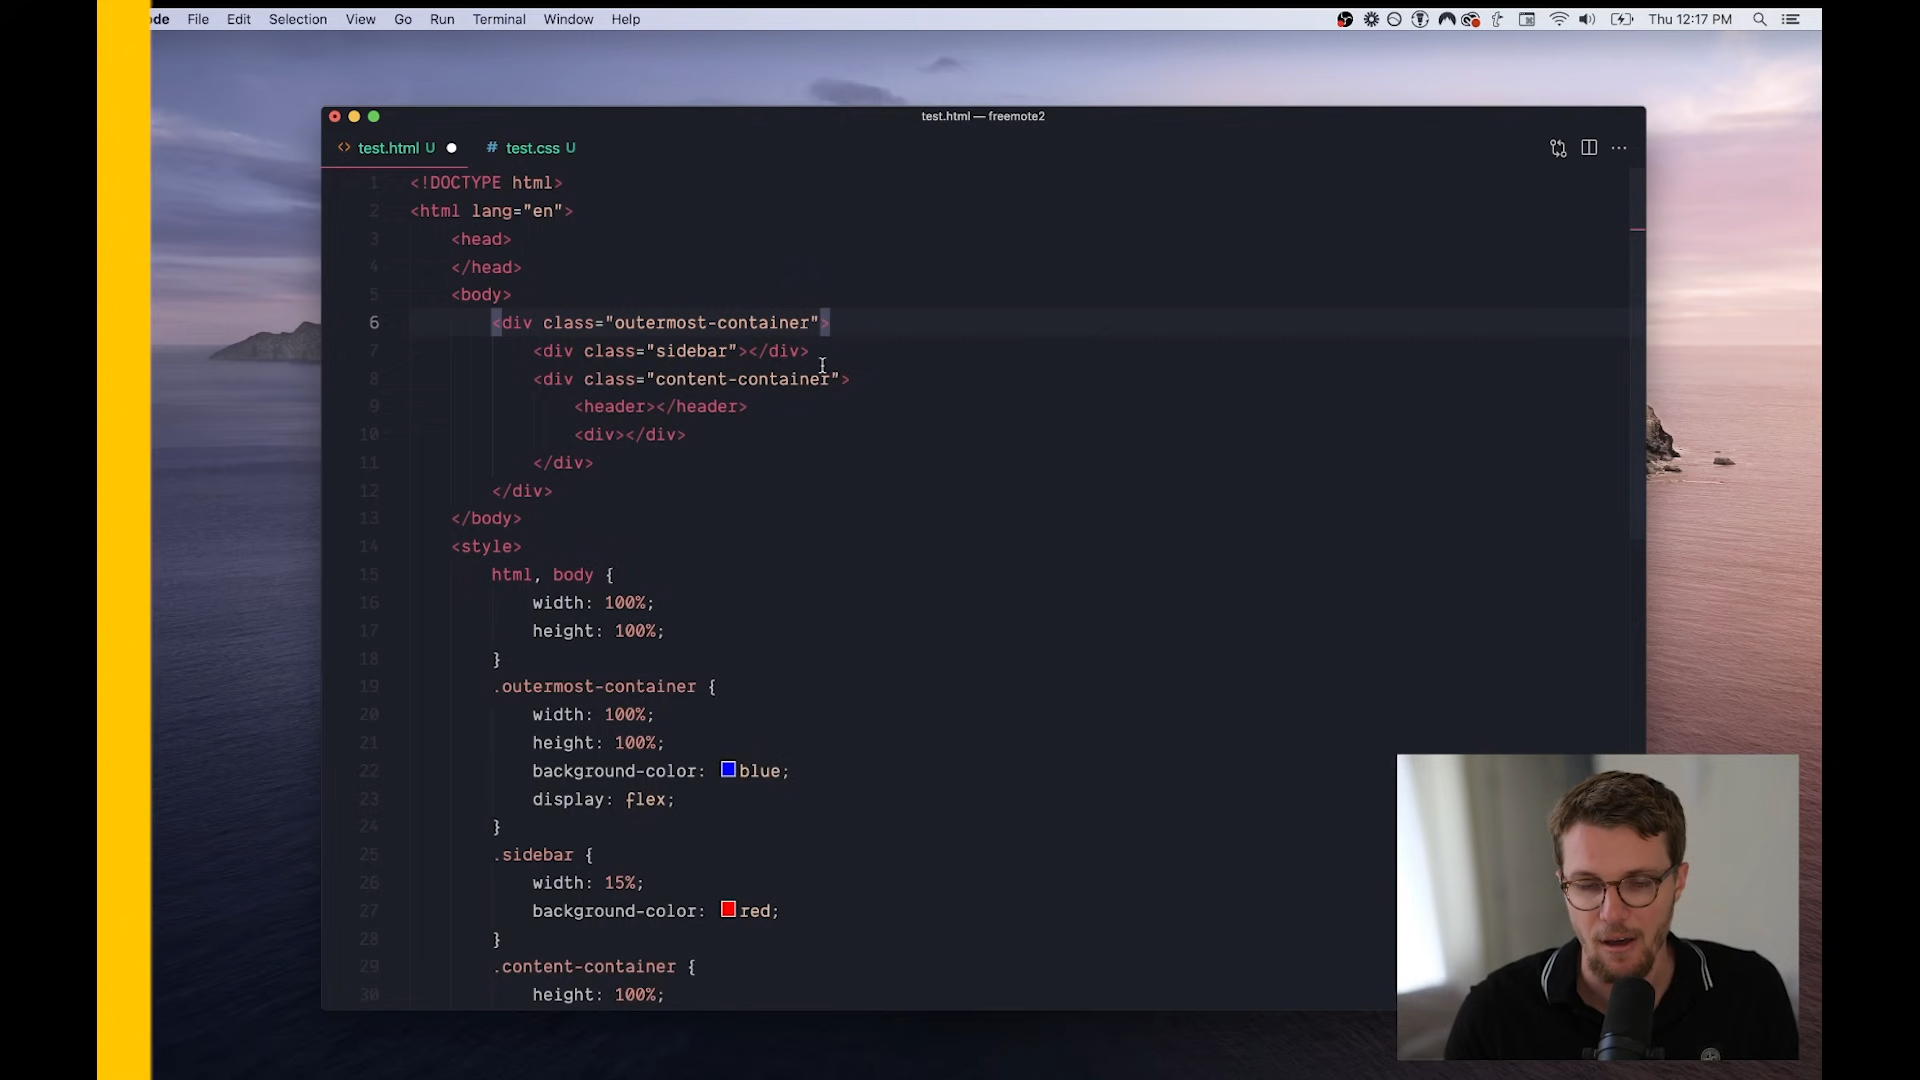 ode File Edit Selection View Go Run Terminal Window Help Thu 12:17 PM
test.html — freemote2
<> test.html U # test.css U
1 <!DOCTYPE html>
2 <html lang="en">
3 <head>
4 </head>
5 <body>
6 <div class="outermost-container">
7 <div class="sidebar"></div>
8 <div class="content-container">
9 <header></header>
10 <div></div>
11 </div>
12 </div>
13 </body>
14 <style>
15 html, body {
16 width: 100%;
17 height: 100%;
18 }
19 .outermost-container {
20 width: 100%;
21 height: 100%;
22 background-color: blue;
23 display: flex;
24 }
25 .sidebar {
26 width: 15%;
27 background-color: red;
28 }
29 .content-container {
30 height: 100%;